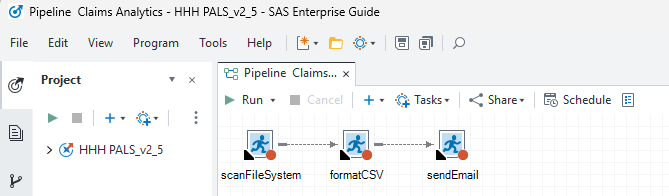 Pipeline  Claims Analytics - HHH PALS_v2_5 - SAS Enterprise Guide
File Edit View Program Tools Help
Project
Pipeline  Claims...
Run Cancel Tasks Share Schedule
HHH PALS_v2_5
scanFileSystem formatCSV sendEmail